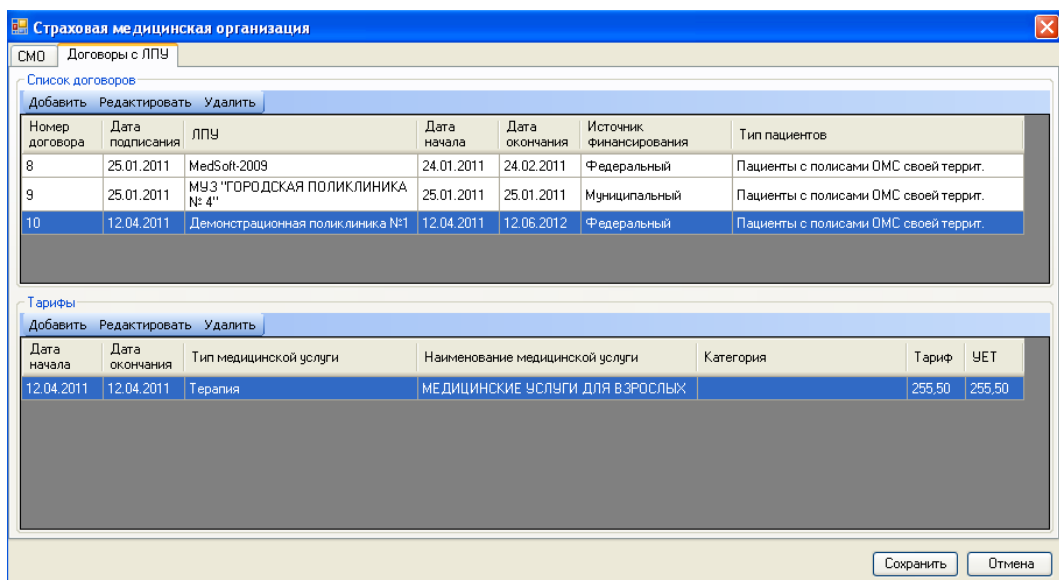 Страховая медицинская организация
СМО Договоры с ЛПУ
Список договоров
Добавить Редактировать Удалить
Номер договора Дата подписания ЛПУ Дата начала Дата окончания Источник финансирования Тип пациентов
8 25.01.2011 MedSoft-2009 24.01.2011 24.02.2011 Федеральный Пациенты с полисами ОМС своей террит.
9 25.01.2011 МУЗ "ГОРОДСКАЯ ПОЛИКЛИНИКА № 4" 25.01.2011 25.01.2011 Муниципальный Пациенты с полисами ОМС своей террит.
10 12.04.2011 Демонстрационная поликлиника №1 12.04.2011 12.06.2012 Федеральный Пациенты с полисами ОМС своей террит.
Тарифы
Добавить Редактировать Удалить
Дата начала Дата окончания Тип медицинской услуги Наименование медицинской услуги Категория Тариф УЕТ
12.04.2011 12.04.2011 Терапия МЕДИЦИНСКИЕ УСЛУГИ ДЛЯ ВЗРОСЛЫХ 255,50 255,50
Сохранить Отмена